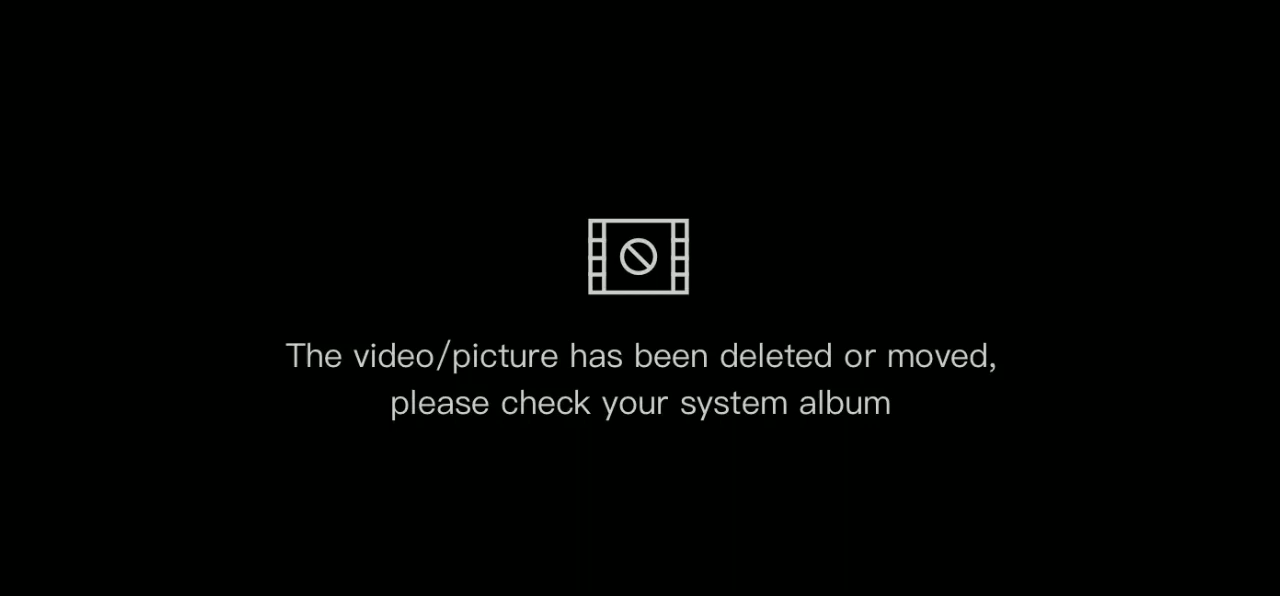 The video/picture has been deleted or moved,
please check your system album